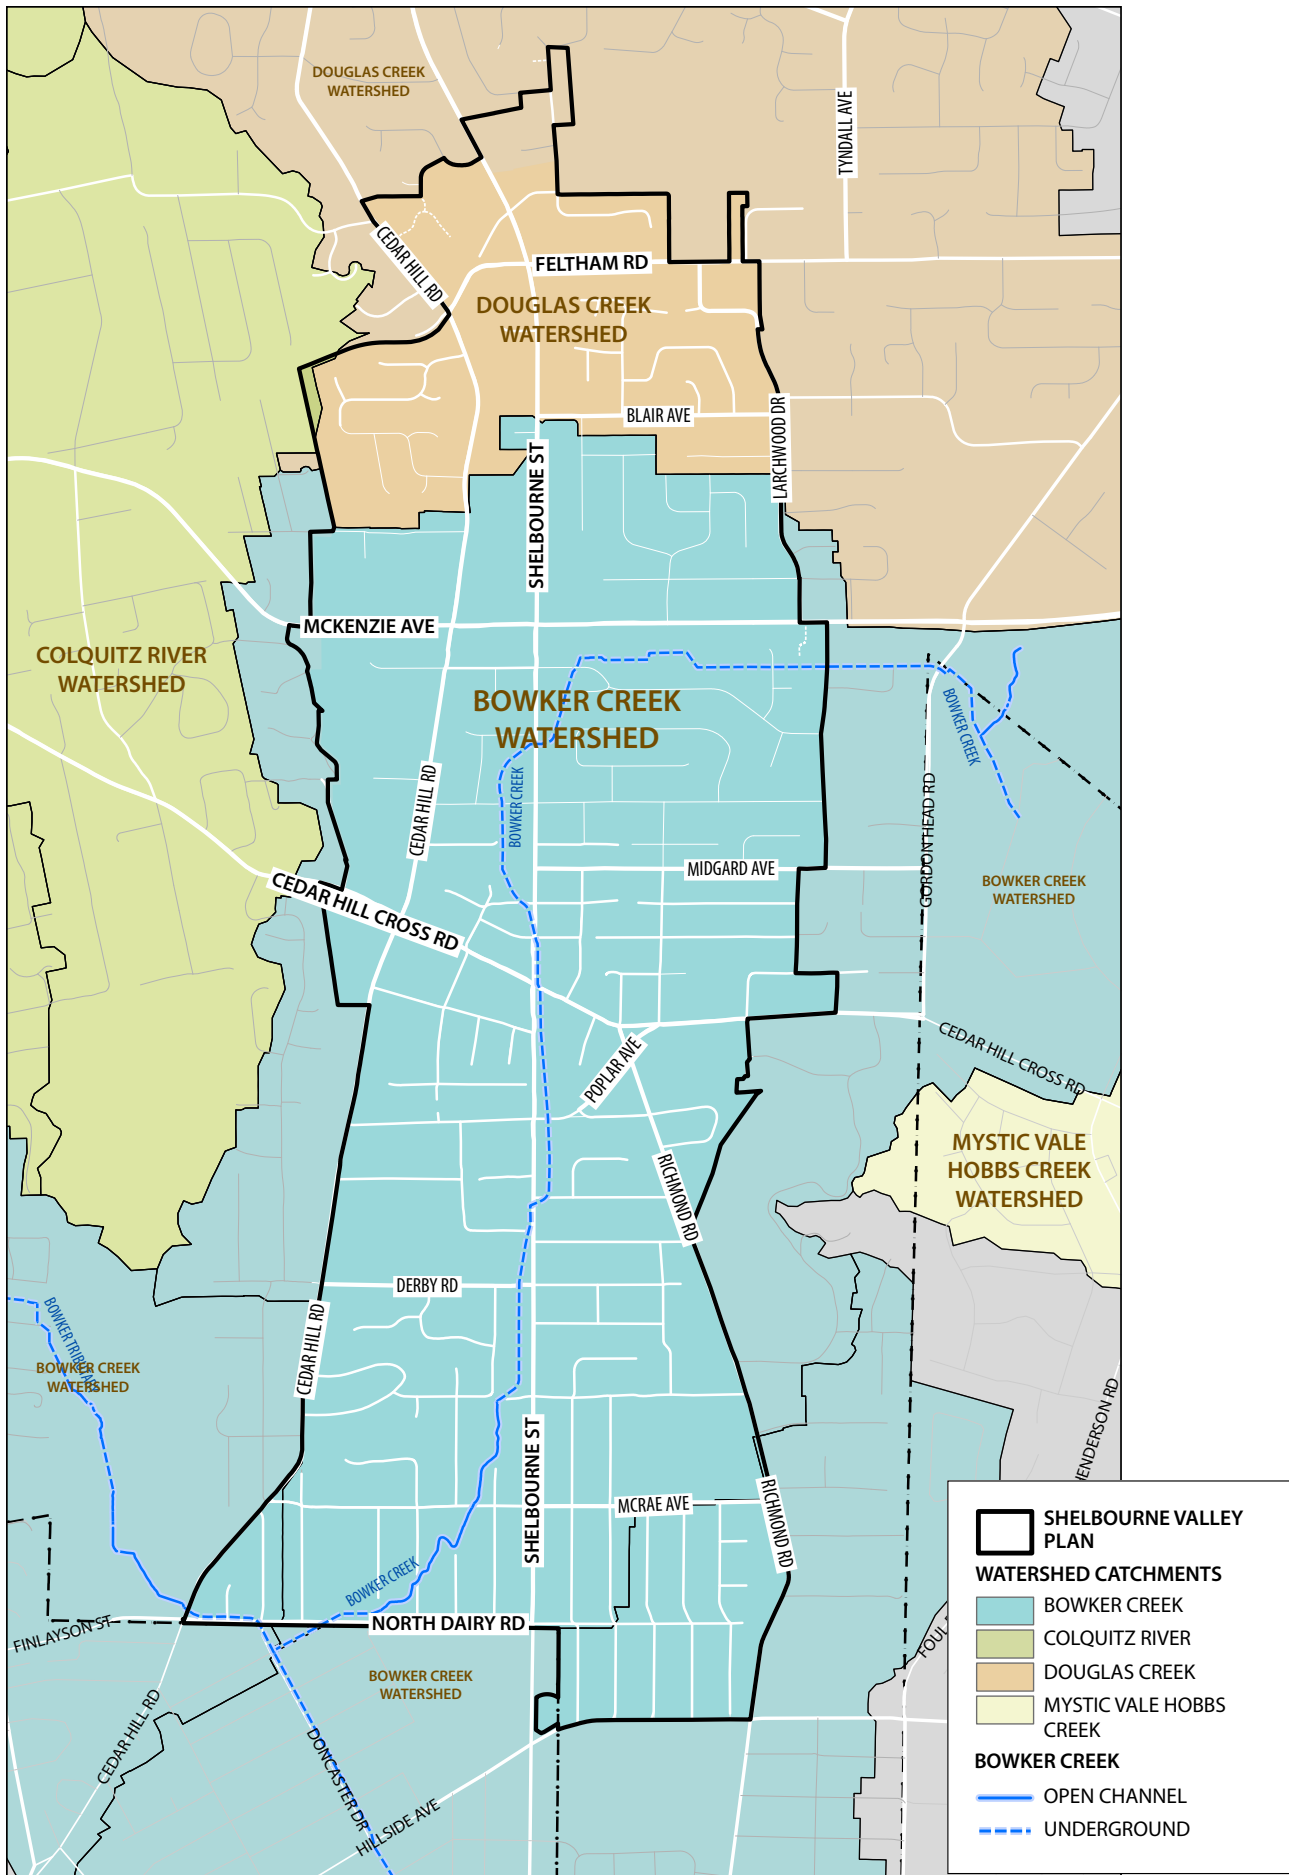 DOUGLAS CREEK
WATERSHED
TYNDALL AVE
CEDAR HILL RD
FELTHAM RD
DOUGLAS CREEK
WATERSHED
BLAIR AVE
LARCHWOOD DR
SHELBOURNE ST
MCKENZIE AVE
COLQUITZ RIVER
WATERSHED
BOWKER CREEK
WATERSHED
BOWKER CREEK
BOWKER CREEK
CEDAR HILL RD
GORDON HEAD RD
MIDGARD AVE
BOWKER CREEK
WATERSHED
CEDAR HILL CROSS RD
CEDAR HILL CROSS RD
POPLAR AVE
MYSTIC VALE
HOBBS CREEK
WATERSHED
RICHMOND RD
DERBY RD
CEDAR HILL RD
BOWKER TRIBUTARY
BOWKER CREEK
WATERSHED
SHELBOURNE ST
MCRAE AVE
RICHMOND RD
HENDERSON RD
BOWKER CREEK
NORTH DAIRY RD
FINLAYSON ST
BOWKER CREEK
WATERSHED
CEDAR HILL RD
DONCASTER DR
HILLSIDE AVE
SHELBOURNE VALLEY
PLAN
WATERSHED CATCHMENTS
BOWKER CREEK
COLQUITZ RIVER
DOUGLAS CREEK
MYSTIC VALE HOBBS
CREEK
BOWKER CREEK
OPEN CHANNEL
UNDERGROUND